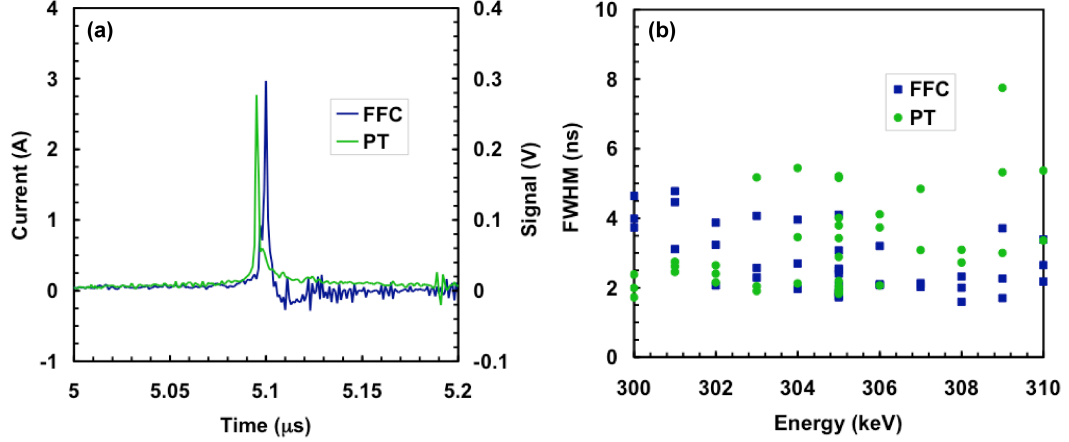 (a)
Current (A)
4
3
2
1
0
-1
0.4
0.3
0.2
0.1
0
-0.1
Signal (V)
FFC
PT
5
5.05
5.1
5.15
5.2
Time (μs)
(b)
FWHM (ns)
10
8
6
4
2
0
FFC
PT
300
302
304
306
308
310
Energy (keV)